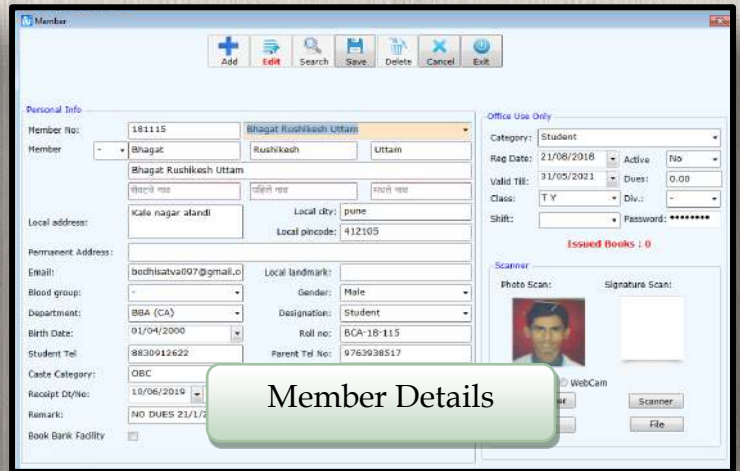 Member
Add Edit Search Save Delete Cancel Exit
Personal Info
Member No: 181115 Bhagat Rushikesh Uttam
Member - Bhagat Rushikesh Uttam
Bhagat Rushikesh Uttam
शेवटचे नाव पहिले नाव मधले नाव
Local address: Kale nagar alandi Local city: pune
Local pincode: 412105
Permanent Address:
Email: bodhisatva097@gmail.c Local landmark:
Blood group: - Gender: Male
Department: BBA (CA) Designation: Student
Birth Date: 01/04/2000 Roll no: BCA-18-115
Student Tel 8830912622 Parent Tel No: 9763938517
Caste Category: OBC
Receipt Dt/No: 10/06/2019
Remark: NO DUES 21/1/2
Book Bank Facility
Office Use Only
Category: Student
Reg Date: 21/08/2018 Active No
Valid Till: 31/05/2021 Dues: 0.00
Class: T Y Div.: -
Shift: Password: ********
Issued Books : 0
Scanner
Photo Scan: Signature Scan:
WebCam
Scanner
File
Member Details